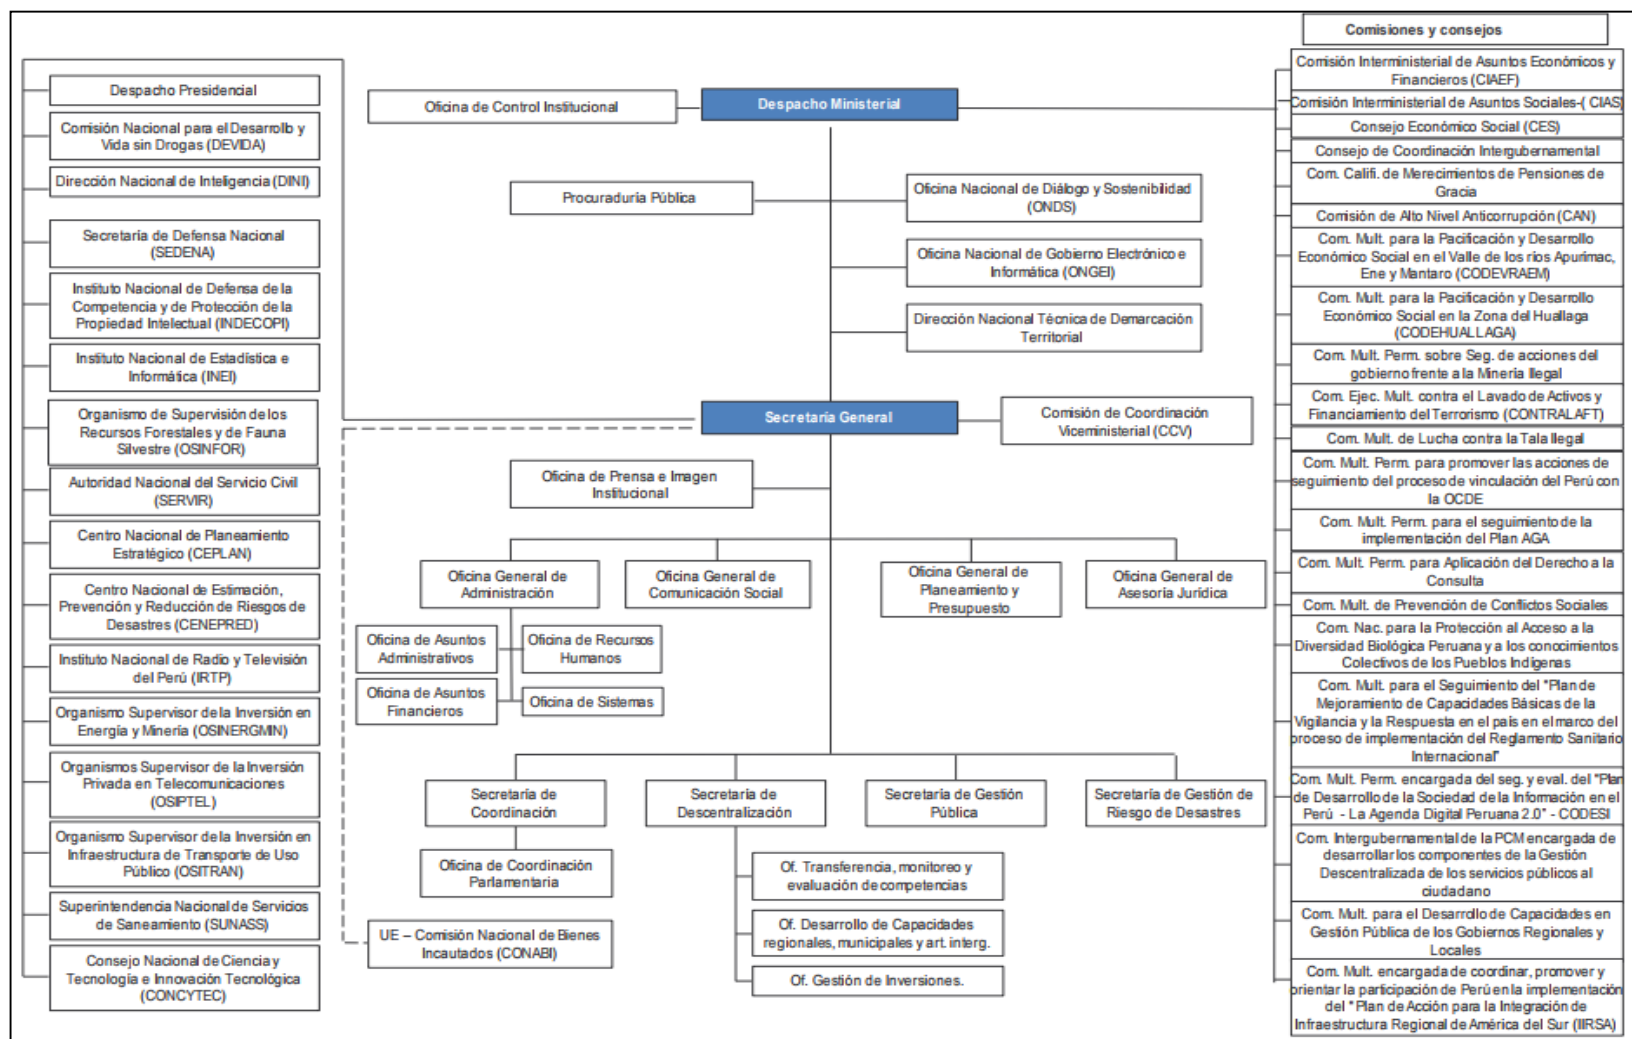 Comisiones y consejos
Despacho Presidencial
Comisión Nacional para el Desarrollo y
Vida sin Drogas (DEVIDA)
Dirección Nacional de Inteligencia (DINI)
Secretaría de Defensa Nacional
(SEDENA)
Instituto Nacional de Defensa de la
Competencia y de Protección de la
Propiedad Intelectual (INDECOPI)
Instituto Nacional de Estadística e
Informática (INEI)
Organismo de Supervisión de los
Recursos Forestales y de Fauna
Silvestre (OSINFOR)
Autoridad Nacional del Servicio Civil
(SERVIR)
Centro Nacional de Planeamiento
Estratégico (CEPLAN)
Centro Nacional de Estimación,
Prevención y Reducción de Riesgos de
Desastres (CENEPRED)
Instituto Nacional de Radio y Televisión
del Perú (IRTP)
Organismo Supervisor de la Inversión en
Energía y Minería (OSINERGMIN)
Organismos Supervisor de la Inversión
Privada en Telecomunicaciones
(OSIPTEL)
Organismo Supervisor de la Inversión en
Infraestructura de Transporte de Uso
Público (OSITRAN)
Superintendencia Nacional de Servicios
de Saneamiento (SUNASS)
Consejo Nacional de Ciencia y
Tecnología e Innovación Tecnológica
(CONCYTEC)
Oficina de Control Institucional
Despacho Ministerial
Procuraduría Pública
Oficina Nacional de Diálogo y Sostenibilidad
(ONDS)
Oficina Nacional de Gobierno Electrónico e
Informática (ONGEI)
Dirección Nacional Técnica de Demarcación
Territorial
Secretaría General
Comisión de Coordinación
Viceministerial (CCV)
Oficina de Prensa e Imagen
Institucional
Oficina General de
Administración
Oficina General de
Comunicación Social
Oficina General de
Planeamiento y
Presupuesto
Oficina General de
Asesoría Jurídica
Oficina de Asuntos
Administrativos
Oficina de Recursos
Humanos
Oficina de Asuntos
Financieros
Oficina de Sistemas
Secretaría de
Coordinación
Secretaría de
Descentralización
Secretaría de Gestión
Pública
Secretaría de Gestión de
Riesgo de Desastres
Oficina de Coordinación
Parlamentaria
Of. Transferencia, monitoreo y
evaluación de competencias
UE – Comisión Nacional de Bienes
Incautados (CONABI)
Of. Desarrollo de Capacidades
regionales, municipales y art. interg.
Of. Gestión de Inversiones.
Comisión Interministerial de Asuntos Económicos y
Financieros (CIAEF)
Comisión Interministerial de Asuntos Sociales-( CIAS)
Consejo Económico Social (CES)
Consejo de Coordinación Intergubernamental
Com. Califi. de Merecimientos de Pensiones de
Gracia
Comisión de Alto Nivel Anticorrupción (CAN)
Com. Mult. para la Pacificación y Desarrollo
Económico Social en el Valle de los ríos Apurímac,
Ene y Mantaro (CODEVRAEM)
Com. Mult. para la Pacificación y Desarrollo
Económico Social en la Zona del Huallaga
(CODEHUALLAGA)
Com. Mult. Perm. sobre Seg. de acciones del
gobierno frente a la Minería Ilegal
Com. Ejec. Mult. contra el Lavado de Activos y
Financiamiento del Terrorismo (CONTRALAFT)
Com. Mult. de Lucha contra la Tala Ilegal
Com. Mult. Perm. para promover las acciones de
seguimiento del proceso de vinculación del Perú con
la OCDE
Com. Mult. Perm. para el seguimiento de la
implementación del Plan AGA
Com. Mult. Perm. para Aplicación del Derecho a la
Consulta
Com. Mult. de Prevención de Conflictos Sociales
Com. Nac. para la Protección al Acceso a la
Diversidad Biológica Peruana y a los conocimientos
Colectivos de los Pueblos Indígenas
Com. Mult. para el Seguimiento del "Plan de
Mejoramiento de Capacidades Básicas de la
Vigilancia y la Respuesta en el país en el marco del
proceso de implementación del Reglamento Sanitario
Internacional"
Com. Mult. Perm. encargada del seg. y eval. del "Plan
de Desarrollo de la Sociedad de la Información en el
Perú - La Agenda Digital Peruana 2.0" - CODESI
Com. Intergubernamental de la PCM encargada de
desarrollar los componentes de la Gestión
Descentralizada de los servicios públicos al
ciudadano
Com. Mult. para el Desarrollo de Capacidades en
Gestión Pública de los Gobiernos Regionales y
Locales
Com. Mult. encargada de coordinar, promover y
orientar la participación de Perú en la implementación
del " Plan de Acción para la Integración de
Infraestructura Regional de América del Sur (IIRSA)